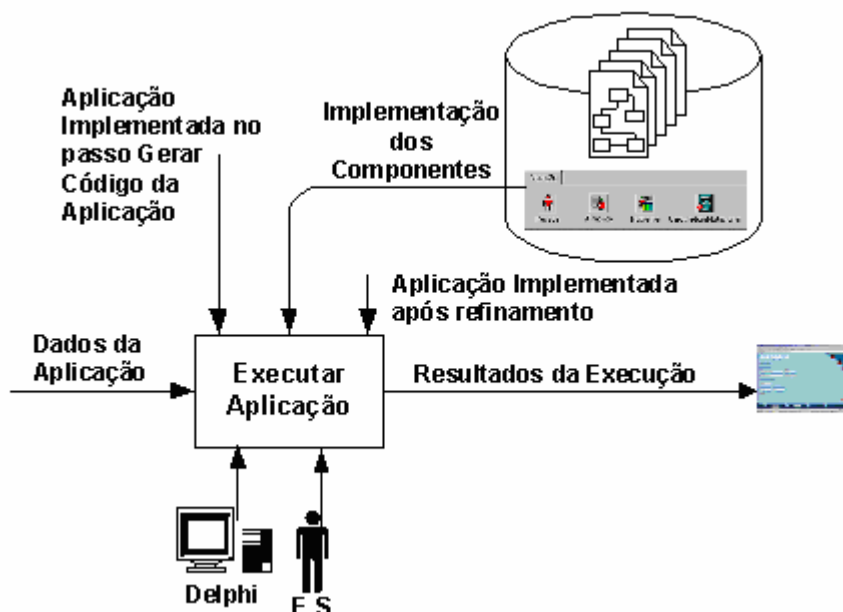 Aplicação
Implementada no
passo Gerar
Código da
Aplicação
Implementação
dos
Componentes
Aplicação Implementada
após refinamento
Dados da
Aplicação
Executar
Aplicação
Resultados da Execução
Delphi
E.S